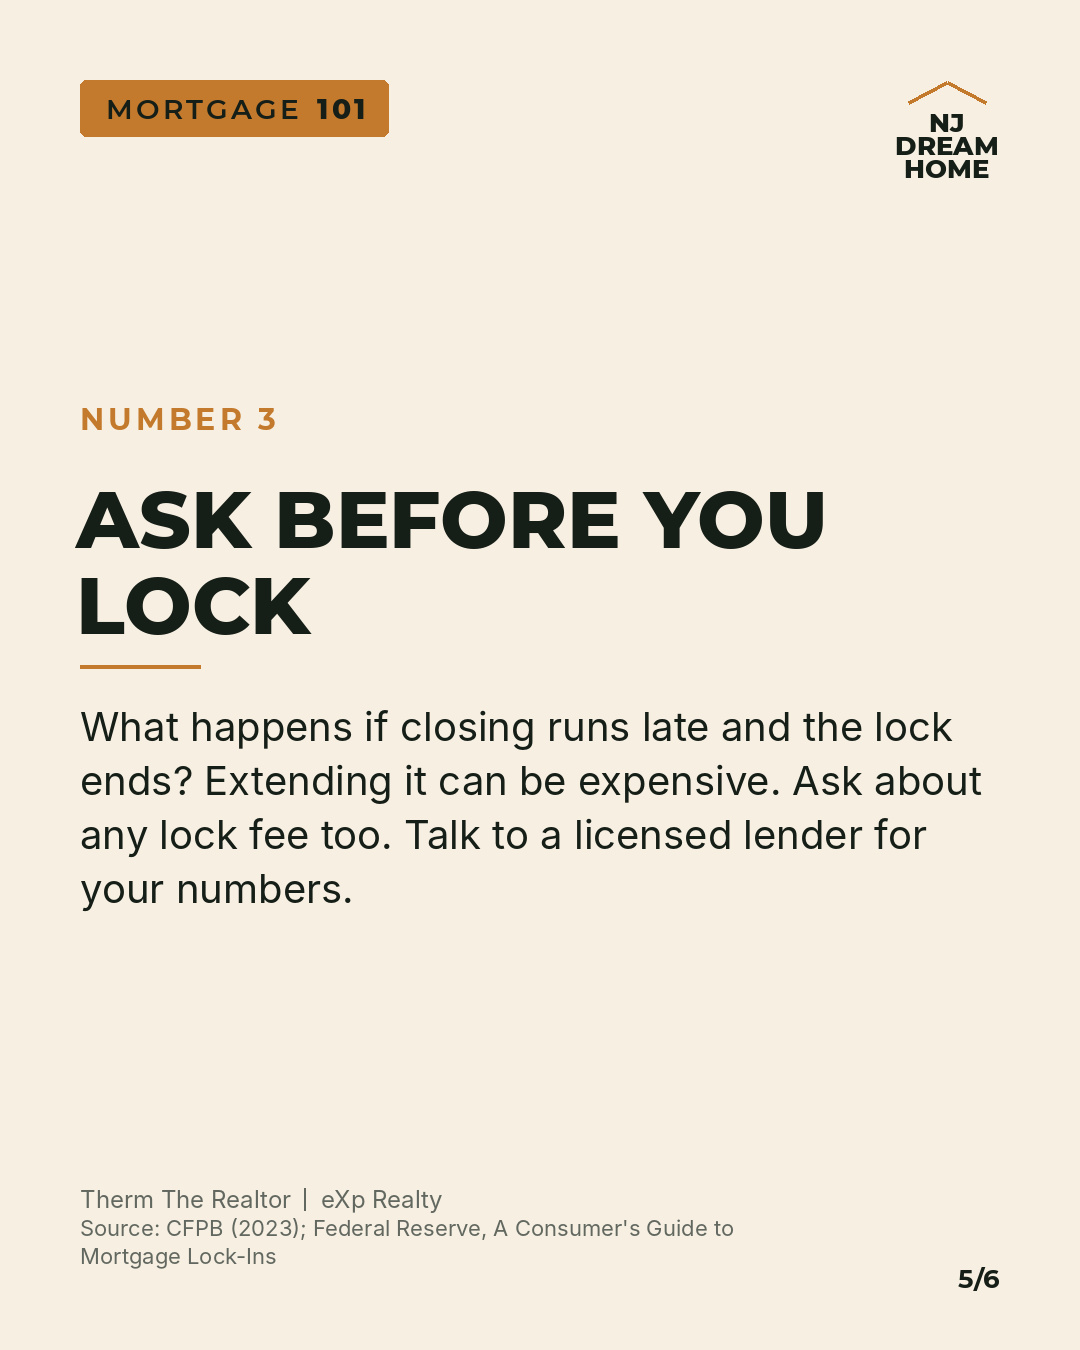 MORTGAGE 101
NJ
DREAM
HOME
NUMBER 3
ASK BEFORE YOU
LOCK
What happens if closing runs late and the lock
ends? Extending it can be expensive. Ask about
any lock fee too. Talk to a licensed lender for
your numbers.
Therm The Realtor | eXp Realty
Source: CFPB (2023); Federal Reserve, A Consumer's Guide to
Mortgage Lock-Ins
5/6